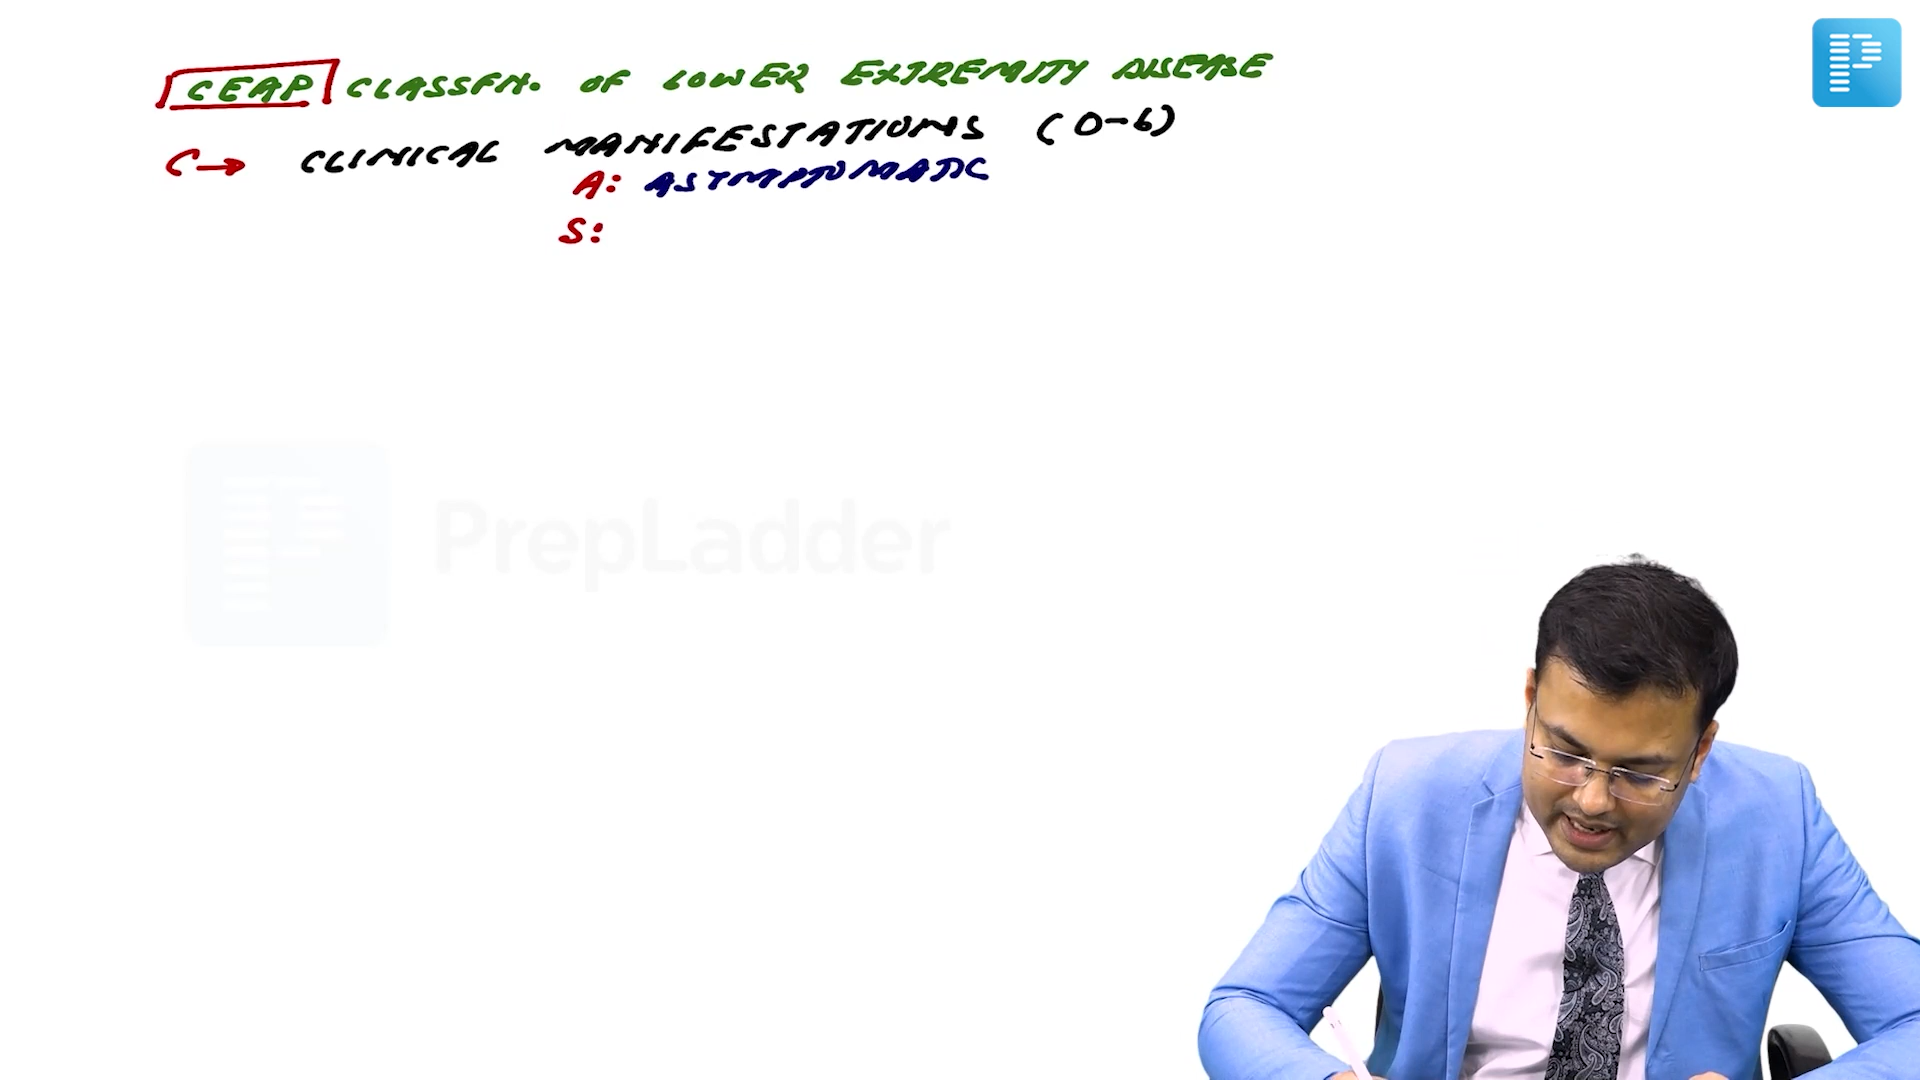 CEAP CLASSFN. OF LOWER EXTREMITY DISEASE
C→ CLINICAL MANIFESTATIONS (0-6)
A: ASYMPTOMATIC
S:
PrepLadder